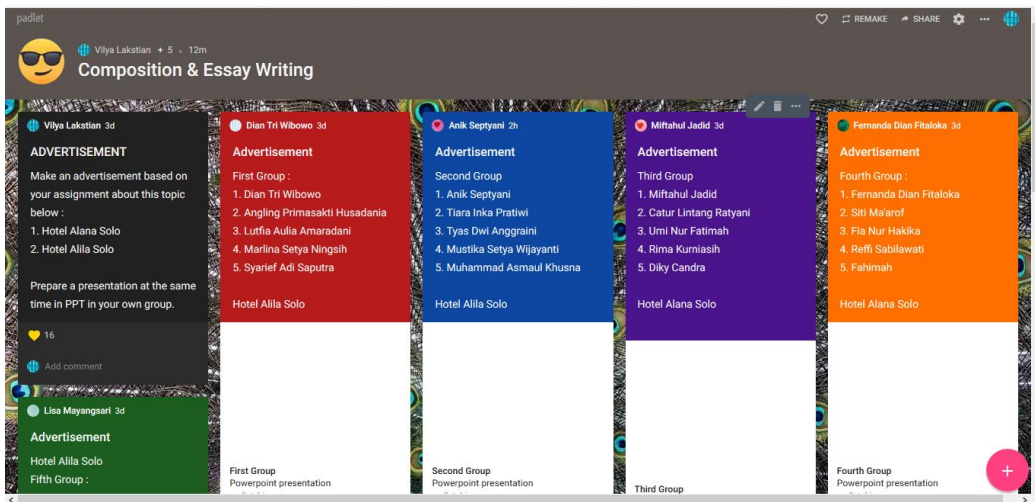 padlet
REMAKE
SHARE
Vilya Lakstian + 5 • 12m
Composition & Essay Writing
Vilya Lakstian 3d
ADVERTISEMENT
Make an advertisement based on
your assignment about this topic
below :
1. Hotel Alana Solo
2. Hotel Alila Solo
Prepare a presentation at the same
time in PPT in your own group.
16
Add comment
Lisa Mayangsari 3d
Advertisement
Hotel Alila Solo
Fifth Group :
Dian Tri Wibowo 3d
Advertisement
First Group :
1. Dian Tri Wibowo
2. Angling Primasakti Husadania
3. Lutfia Aulia Amaradani
4. Marlina Setya Ningsih
5. Syarief Adi Saputra
Hotel Alila Solo
First Group
Powerpoint presentation
Anik Septyani 2h
Advertisement
Second Group
1. Anik Septyani
2. Tiara Inka Pratiwi
3. Tyas Dwi Anggraini
4. Mustika Setya Wijayanti
5. Muhammad Asmaul Khusna
Hotel Alila Solo
Second Group
Powerpoint presentation
Miftahul Jadid 3d
Advertisement
Third Group
1. Miftahul Jadid
2. Catur Lintang Ratyani
3. Umi Nur Fatimah
4. Rima Kurniasih
5. Diky Candra
Hotel Alana Solo
Third Group
Fernanda Dian Fitaloka 3d
Advertisement
Fourth Group :
1. Fernanda Dian Fitaloka
2. Siti Ma'arof
3. Fia Nur Hakika
4. Reffi Sabilawati
5. Fahimah
Hotel Alana Solo
Fourth Group
Powerpoint presentation